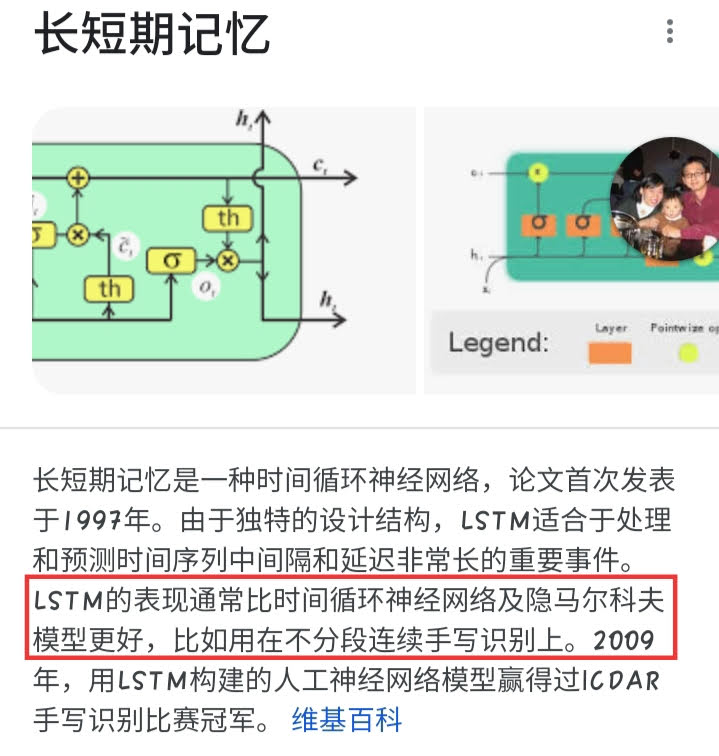 长短期记忆
h_t
c_t
+
th
σ
×
c̃_t
σ
×
th
o_t
h_t
c_t-1
×
σ
σ
h_t-1
x_t
Legend:
Layer
Pointwize op
长短期记忆是一种时间循环神经网络，论文首次发表
于1997年。由于独特的设计结构，LSTM适合于处理
和预测时间序列中间隔和延迟非常长的重要事件。
LSTM的表现通常比时间循环神经网络及隐马尔科夫
模型更好，比如用在不分段连续手写识别上。2009
年，用LSTM构建的人工神经网络模型赢得过ICDAR
手写识别比赛冠军。 维基百科